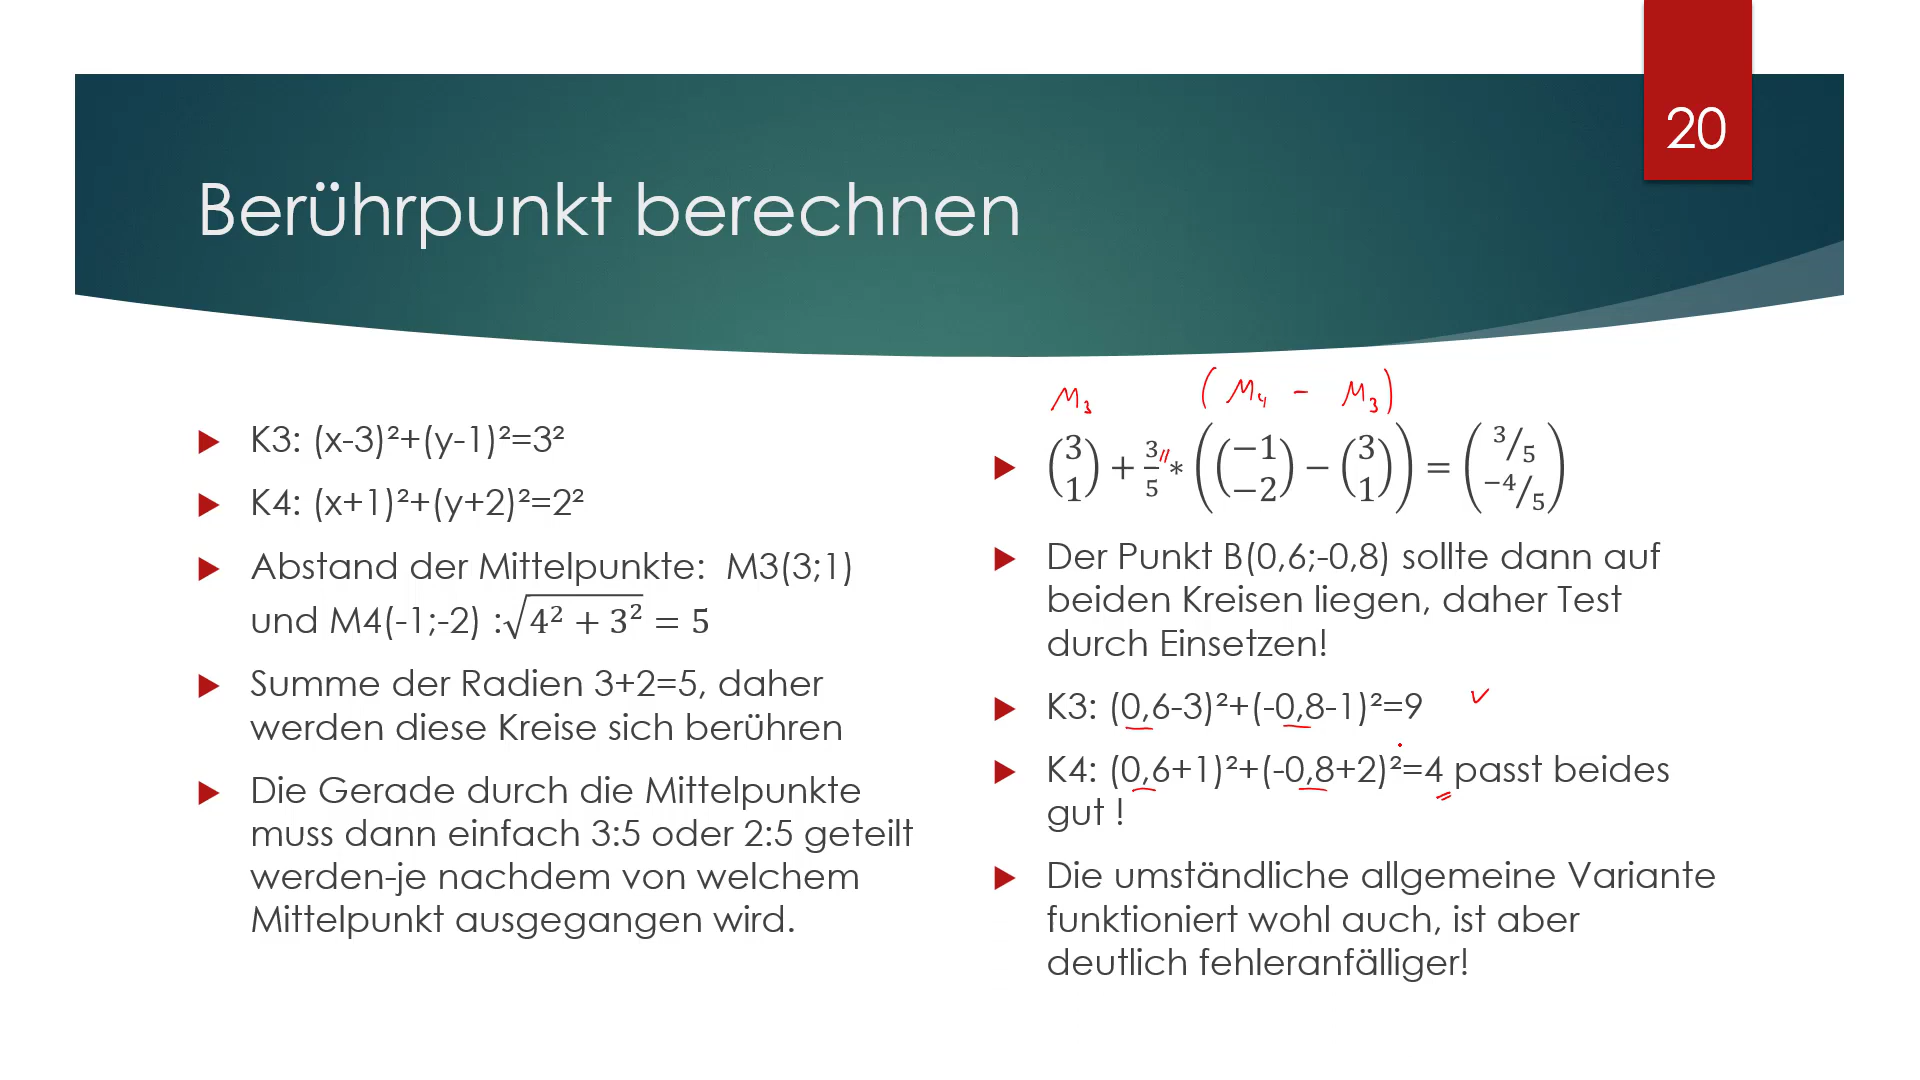 20
Berührpunkt berechnen
K3: (x-3)²+(y-1)²=3²
K4: (x+1)²+(y+2)²=2²
Abstand der Mittelpunkte: M3(3;1)
und M4(-1;-2) :√(4² + 3²) = 5
Summe der Radien 3+2=5, daher
werden diese Kreise sich berühren
Die Gerade durch die Mittelpunkte
muss dann einfach 3:5 oder 2:5 geteilt
werden-je nachdem von welchem
Mittelpunkt ausgegangen wird.
M₃ (M₄ - M₃)
(3 1) + 3/5 * ((−1 −2) − (3 1)) = (3/5 −4/5)
Der Punkt B(0,6;-0,8) sollte dann auf
beiden Kreisen liegen, daher Test
durch Einsetzen!
K3: (0,6-3)²+(-0,8-1)²=9 ✓
K4: (0,6+1)²+(-0,8+2)²=4 passt beides
gut !
Die umständliche allgemeine Variante
funktioniert wohl auch, ist aber
deutlich fehleranfälliger!